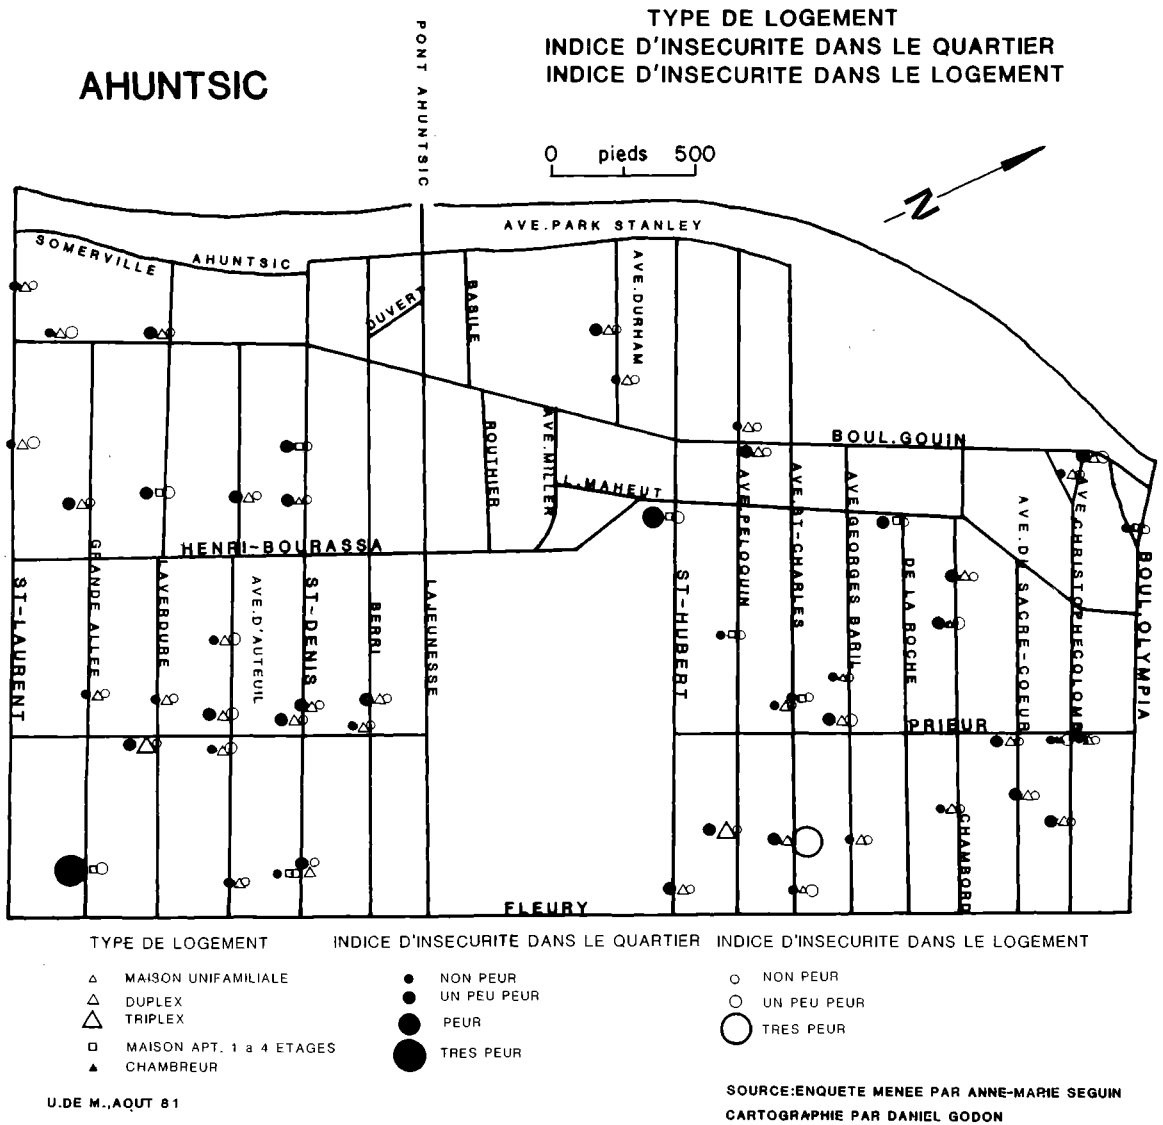 TYPE DE LOGEMENT
INDICE D'INSECURITE DANS LE QUARTIER
INDICE D'INSECURITE DANS LE LOGEMENT
AHUNTSIC
PONT AHUNTSIC
0 pieds 500
N
AVE.PARK STANLEY
SOMERVILLE
AHUNTSIC
DUVERT
BASILE
AVE.DURHAM
ROUTHIER
AVE.MILLER
L.MAHEUT
BOUL.GOUIN
HENRI-BOURASSA
ST-LAURENT
GRANDE ALLEE
LAVERDURE
AVE.D'AUTEUIL
ST-DENIS
BERRI
LAJEUNESSE
ST-HUBERT
AVE.PELOQUIN
AVE.ST-CHARLES
AVE.GEORGES BARIL
DE LA ROCHE
CHAMBORD
AVE.DU SACRE-COEUR
AVE.CHRISTOPHECOLOMB
BOUL.OLYMPIA
PRIEUR
FLEURY
TYPE DE LOGEMENT
MAISON UNIFAMILIALE
DUPLEX
TRIPLEX
MAISON APT. 1 a 4 ETAGES
CHAMBREUR
INDICE D'INSECURITE DANS LE QUARTIER
NON PEUR
UN PEU PEUR
PEUR
TRES PEUR
INDICE D'INSECURITE DANS LE LOGEMENT
NON PEUR
UN PEU PEUR
TRES PEUR
U.DE M.,AOUT 81
SOURCE:ENQUETE MENEE PAR ANNE-MARIE SEGUIN
CARTOGRAPHIE PAR DANIEL GODON